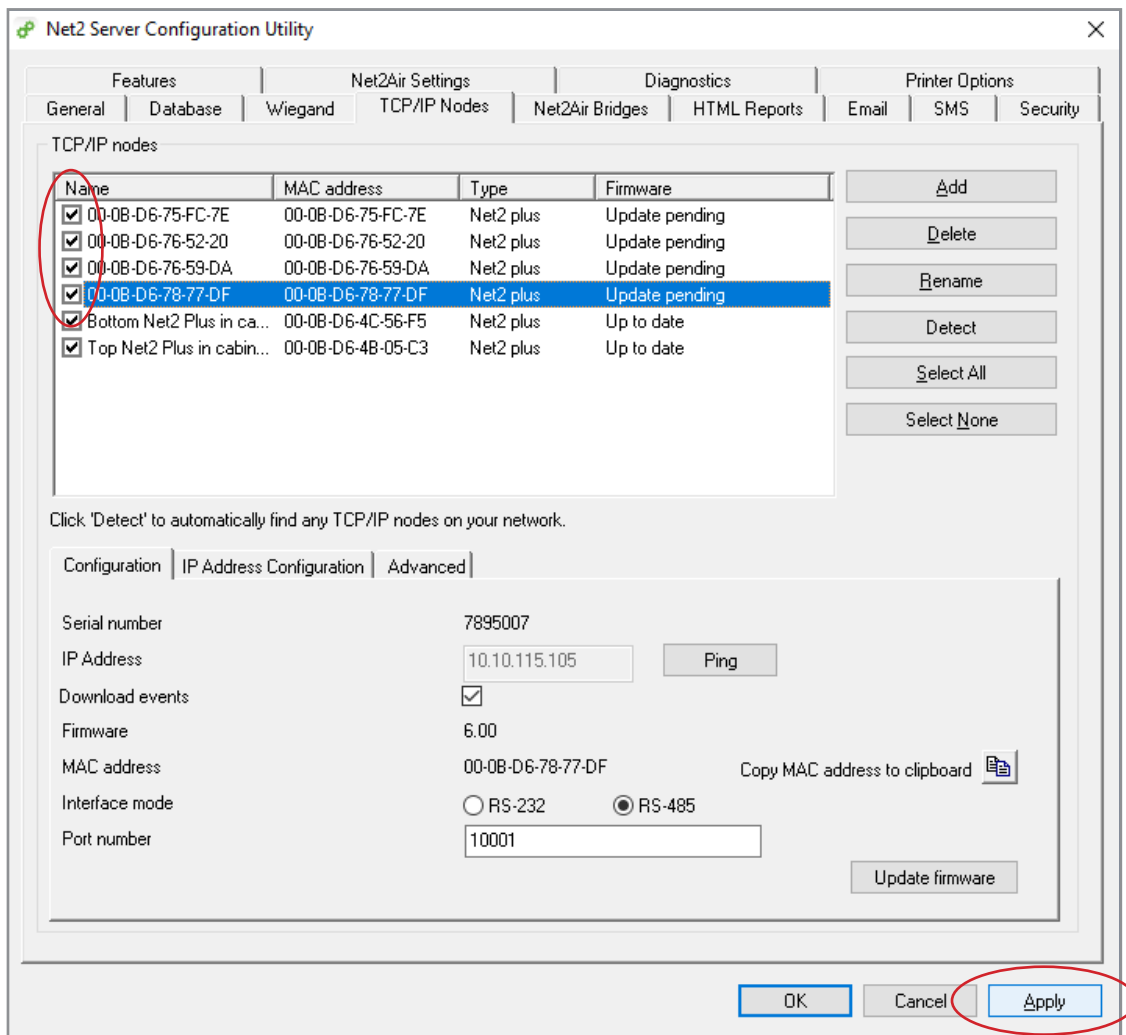 Net2 Server Configuration Utility
Features Net2Air Settings Diagnostics Printer Options
General Database Wiegand TCP/IP Nodes Net2Air Bridges HTML Reports Email SMS Security
TCP/IP nodes
Name MAC address Type Firmware
00-0B-D6-75-FC-7E 00-0B-D6-75-FC-7E Net2 plus Update pending
00-0B-D6-76-52-20 00-0B-D6-76-52-20 Net2 plus Update pending
00-0B-D6-76-59-DA 00-0B-D6-76-59-DA Net2 plus Update pending
00-0B-D6-78-77-DF 00-0B-D6-78-77-DF Net2 plus Update pending
Bottom Net2 Plus in ca... 00-0B-D6-4C-56-F5 Net2 plus Up to date
Top Net2 Plus in cabin... 00-0B-D6-4B-05-C3 Net2 plus Up to date
Add
Delete
Rename
Detect
Select All
Select None
Click 'Detect' to automatically find any TCP/IP nodes on your network.
Configuration IP Address Configuration Advanced
Serial number 7895007
IP Address 10.10.115.105 Ping
Download events
Firmware 6.00
MAC address 00-0B-D6-78-77-DF Copy MAC address to clipboard
Interface mode RS-232 RS-485
Port number 10001
Update firmware
OK Cancel Apply